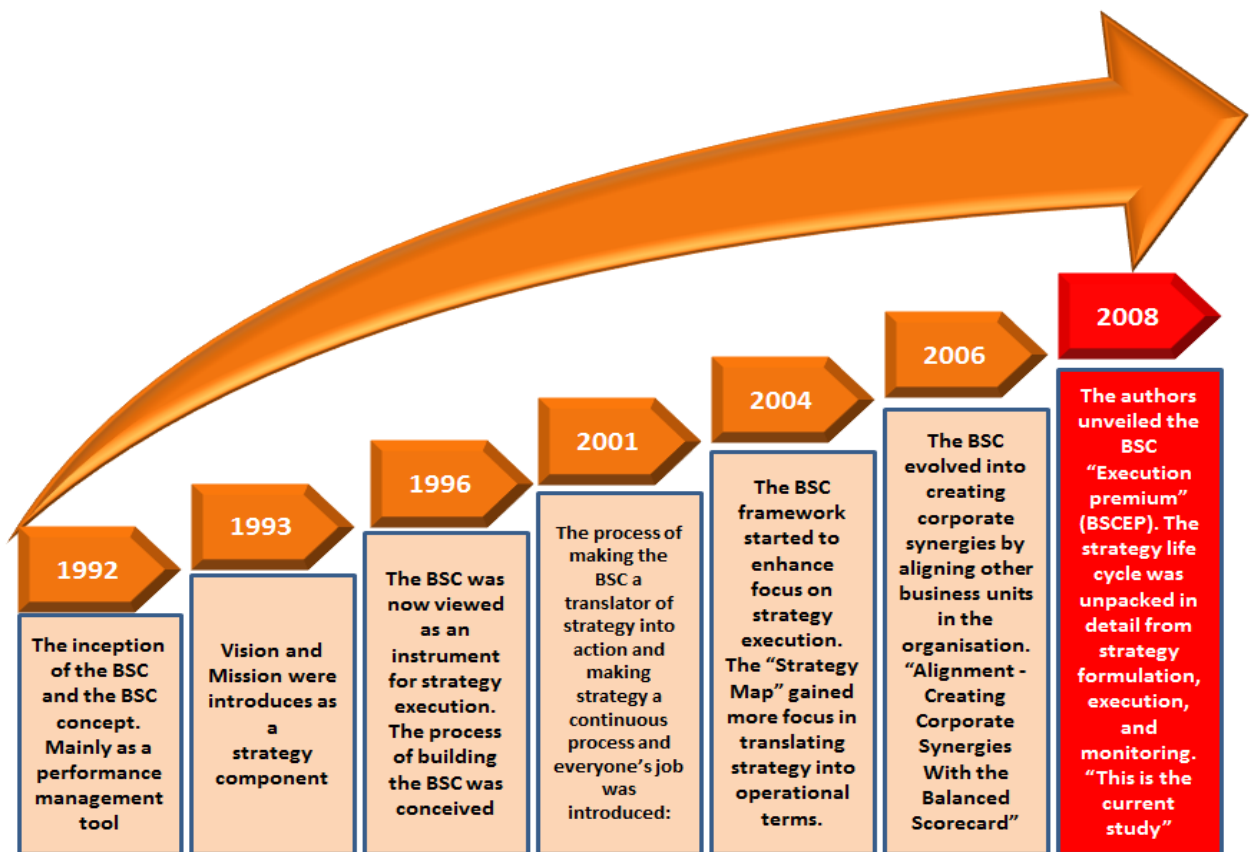 1992
The inception
of the BSC
and the BSC
concept.
Mainly as a
performance
management
tool
1993
Vision and
Mission were
introduces as
a
strategy
component
1996
The BSC was
now viewed
as an
instrument
for strategy
execution.
The process
of building
the BSC was
conceived
2001
The process of
making the
BSC a
translator of
strategy into
action and
making
strategy a
continuous
process and
everyone’s job
was
introduced:
2004
The BSC
framework
started to
enhance
focus on
strategy
execution.
The “Strategy
Map” gained
more focus in
translating
strategy into
operational
terms.
2006
The BSC
evolved into
creating
corporate
synergies by
aligning other
business units
in the
organisation.
“Alignment -
Creating
Corporate
Synergies
With the
Balanced
Scorecard”
2008
The authors
unveiled the
BSC
“Execution
premium”
(BSCEP). The
strategy life
cycle was
unpacked in
detail from
strategy
formulation,
execution,
and
monitoring.
“This is the
current
study”